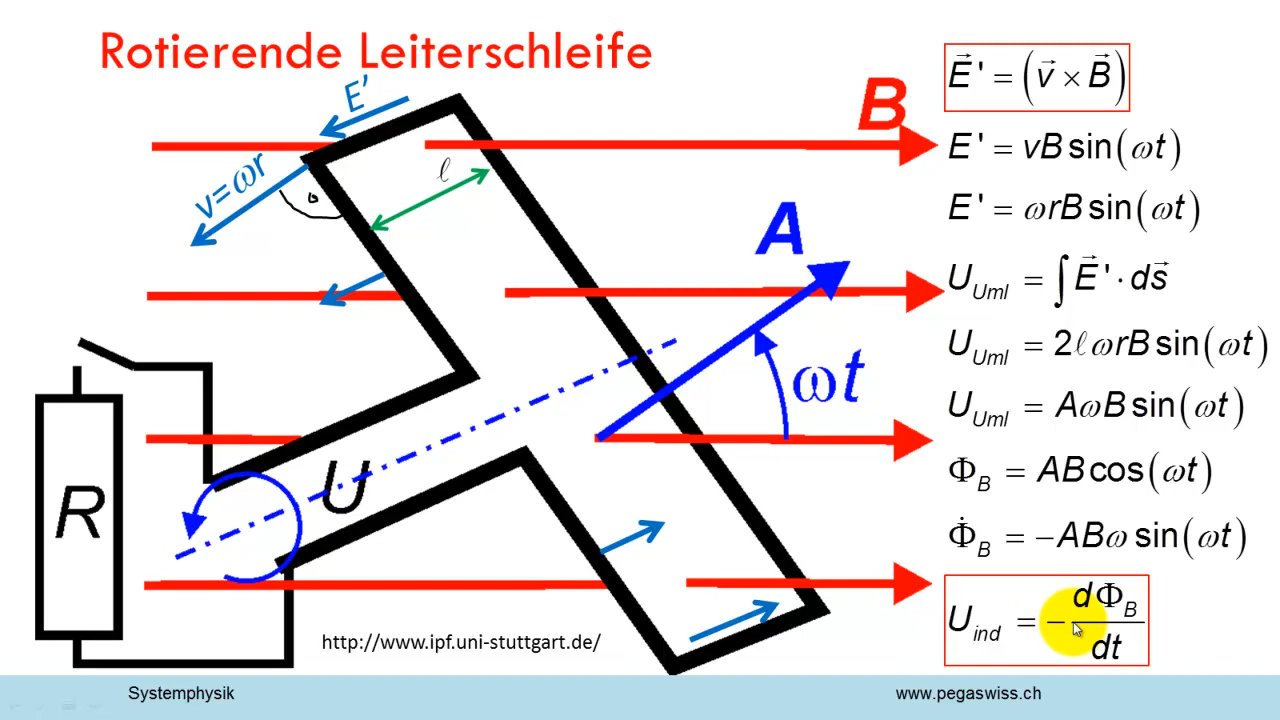 Rotierende Leiterschleife
E'
B
v=ωr
ℓ
A
ωt
U
R
http://www.ipf.uni-stuttgart.de/
E⃗' = (v⃗ × B⃗)
E' = vB sin(ωt)
E' = ωrB sin(ωt)
U_Uml = ∫ E⃗' · ds⃗
U_Uml = 2ℓωrB sin(ωt)
U_Uml = AωB sin(ωt)
Φ_B = AB cos(ωt)
Φ̇_B = −ABω sin(ωt)
U_ind = − dΦ_B / dt
Systemphysik
www.pegaswiss.ch